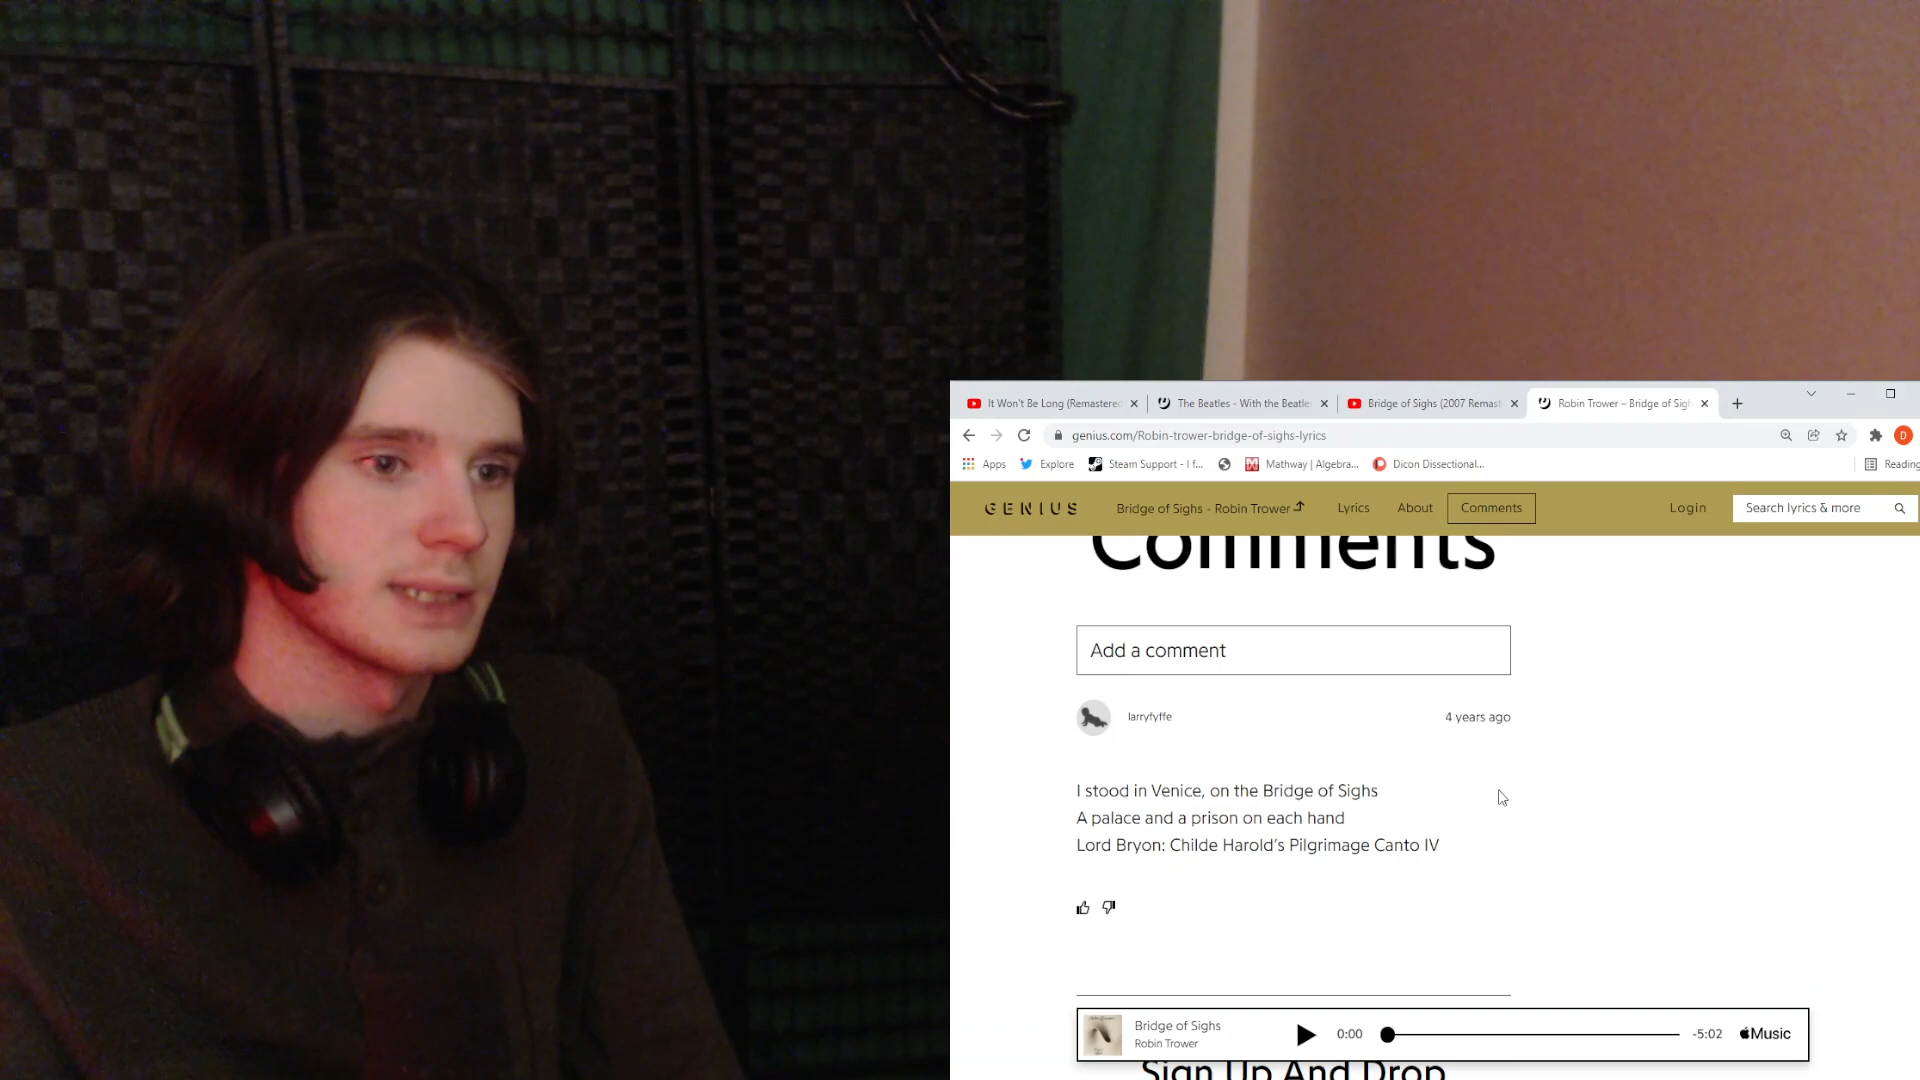 It Won't Be Long (Remastered
The Beatles - With the Beatle
Bridge of Sighs (2007 Remast
Robin Trower – Bridge of Sigh
genius.com/Robin-trower-bridge-of-sighs-lyrics
D
Apps
Explore
Steam Support - I f...
Mathway | Algebra...
Dicon Dissectional...
Reading
GENIUS
Bridge of Sighs - Robin Trower
Lyrics
About
Comments
Login
Search lyrics & more
Comments
Add a comment
larryfyffe
4 years ago
I stood in Venice, on the Bridge of Sighs
A palace and a prison on each hand
Lord Bryon: Childe Harold's Pilgrimage Canto IV
Bridge of Sighs
Robin Trower
0:00
-5:02
Music
Sign Up And Drop